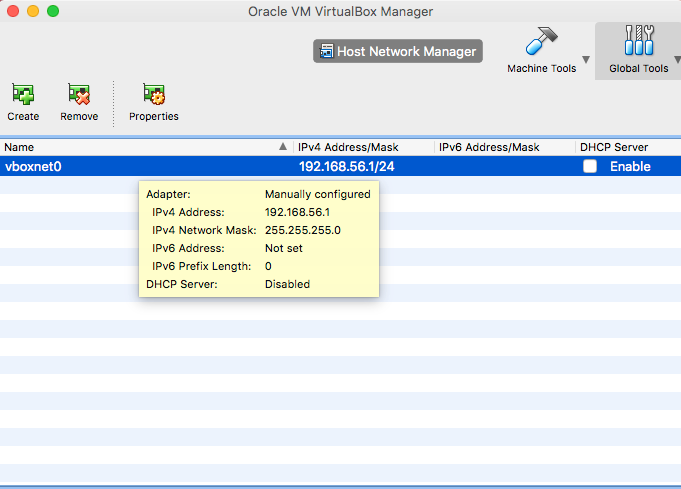 Oracle VM VirtualBox Manager
Host Network Manager
Machine Tools
Global Tools
Create Remove Properties
Name IPv4 Address/Mask IPv6 Address/Mask DHCP Server
vboxnet0 192.168.56.1/24 Enable
Adapter: Manually configured
IPv4 Address: 192.168.56.1
IPv4 Network Mask: 255.255.255.0
IPv6 Address: Not set
IPv6 Prefix Length: 0
DHCP Server: Disabled